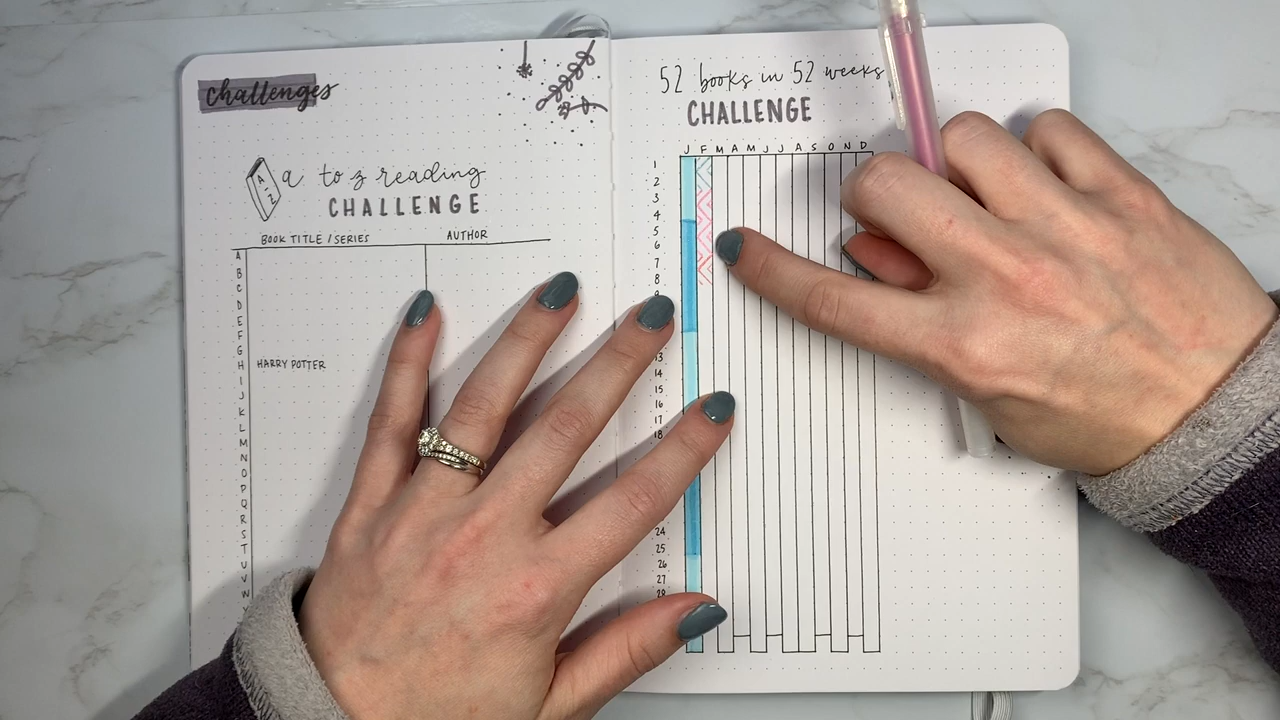 challenges
A
Z
a to z reading
CHALLENGE
BOOK TITLE / SERIES AUTHOR
A
B
C
D
E
F
G
H HARRY POTTER
I
J
K
L
M
N
O
P
Q
R
S
T
U
V
W
52 books in 52 weeks
CHALLENGE
J F M A M J J A S O N D
1
2
3
4
5
6
7
8
13
14
15
16
17
18
24
25
26
27
28